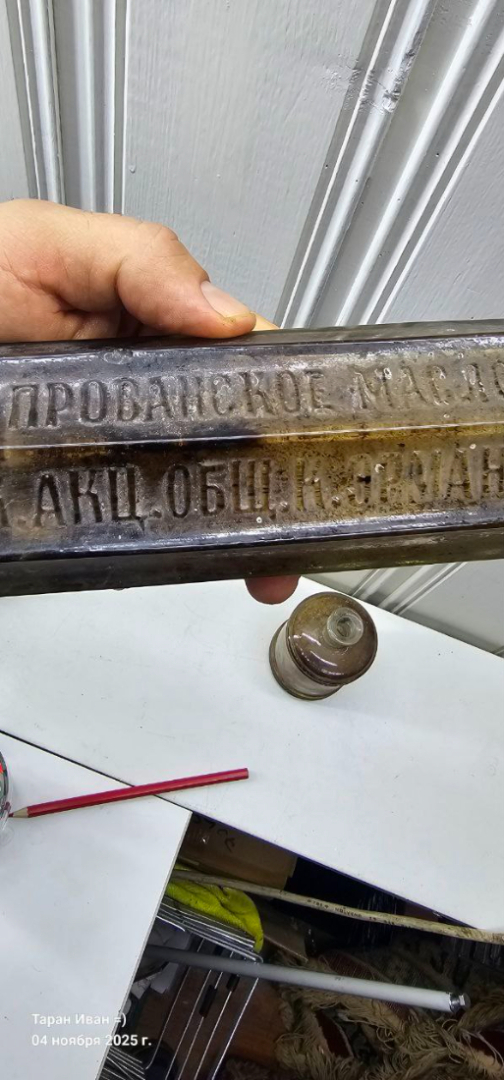 ПРОВАНСКОЕ МАСЛО
.АКЦ.ОБЩ.К.ЭРМАН
Таран Иван =)
04 ноября 2025 г.